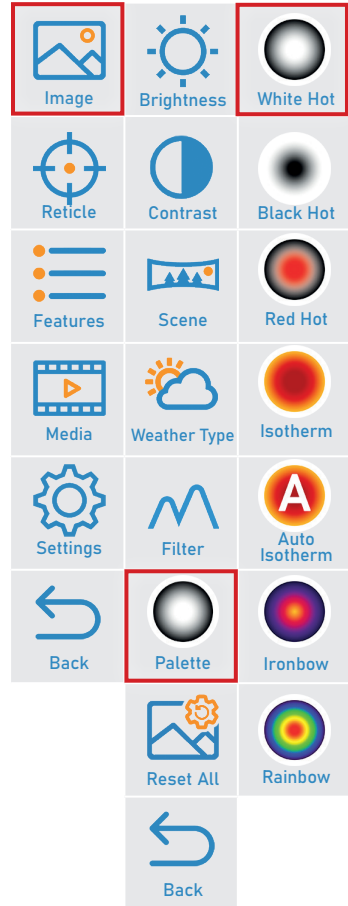 Image
Brightness
White Hot
Reticle
Contrast
Black Hot
Features
Scene
Red Hot
Media
Weather Type
Isotherm
Settings
Filter
A
Auto
Isotherm
Back
Palette
Ironbow
Reset All
Rainbow
Back